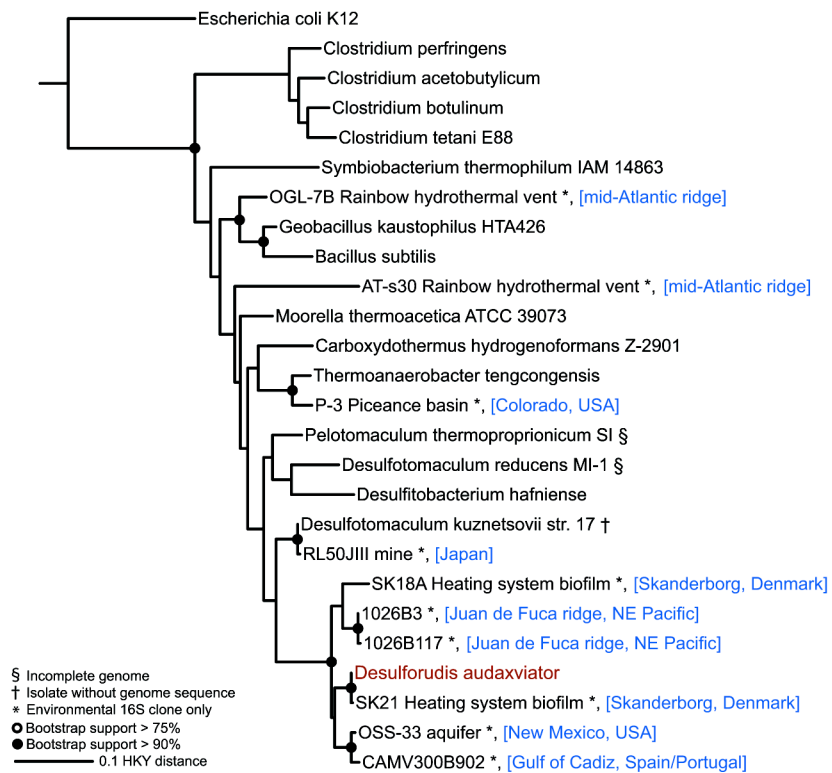 Escherichia coli K12
Clostridium perfringens
Clostridium acetobutylicum
Clostridium botulinum
Clostridium tetani E88
Symbiobacterium thermophilum IAM 14863
OGL-7B Rainbow hydrothermal vent *, [mid-Atlantic ridge]
Geobacillus kaustophilus HTA426
Bacillus subtilis
AT-s30 Rainbow hydrothermal vent *, [mid-Atlantic ridge]
Moorella thermoacetica ATCC 39073
Carboxydothermus hydrogenoformans Z-2901
Thermoanaerobacter tengcongensis
P-3 Piceance basin *, [Colorado, USA]
Pelotomaculum thermoproprionicum SI §
Desulfotomaculum reducens MI-1 §
Desulfitobacterium hafniense
Desulfotomaculum kuznetsovii str. 17 †
RL50JIII mine *, [Japan]
SK18A Heating system biofilm *, [Skanderborg, Denmark]
1026B3 *, [Juan de Fuca ridge, NE Pacific]
1026B117 *, [Juan de Fuca ridge, NE Pacific]
Desulforudis audaxviator
SK21 Heating system biofilm *, [Skanderborg, Denmark]
OSS-33 aquifer *, [New Mexico, USA]
CAMV300B902 *, [Gulf of Cadiz, Spain/Portugal]
§ Incomplete genome
† Isolate without genome sequence
* Environmental 16S clone only
Bootstrap support > 75%
Bootstrap support > 90%
0.1 HKY distance